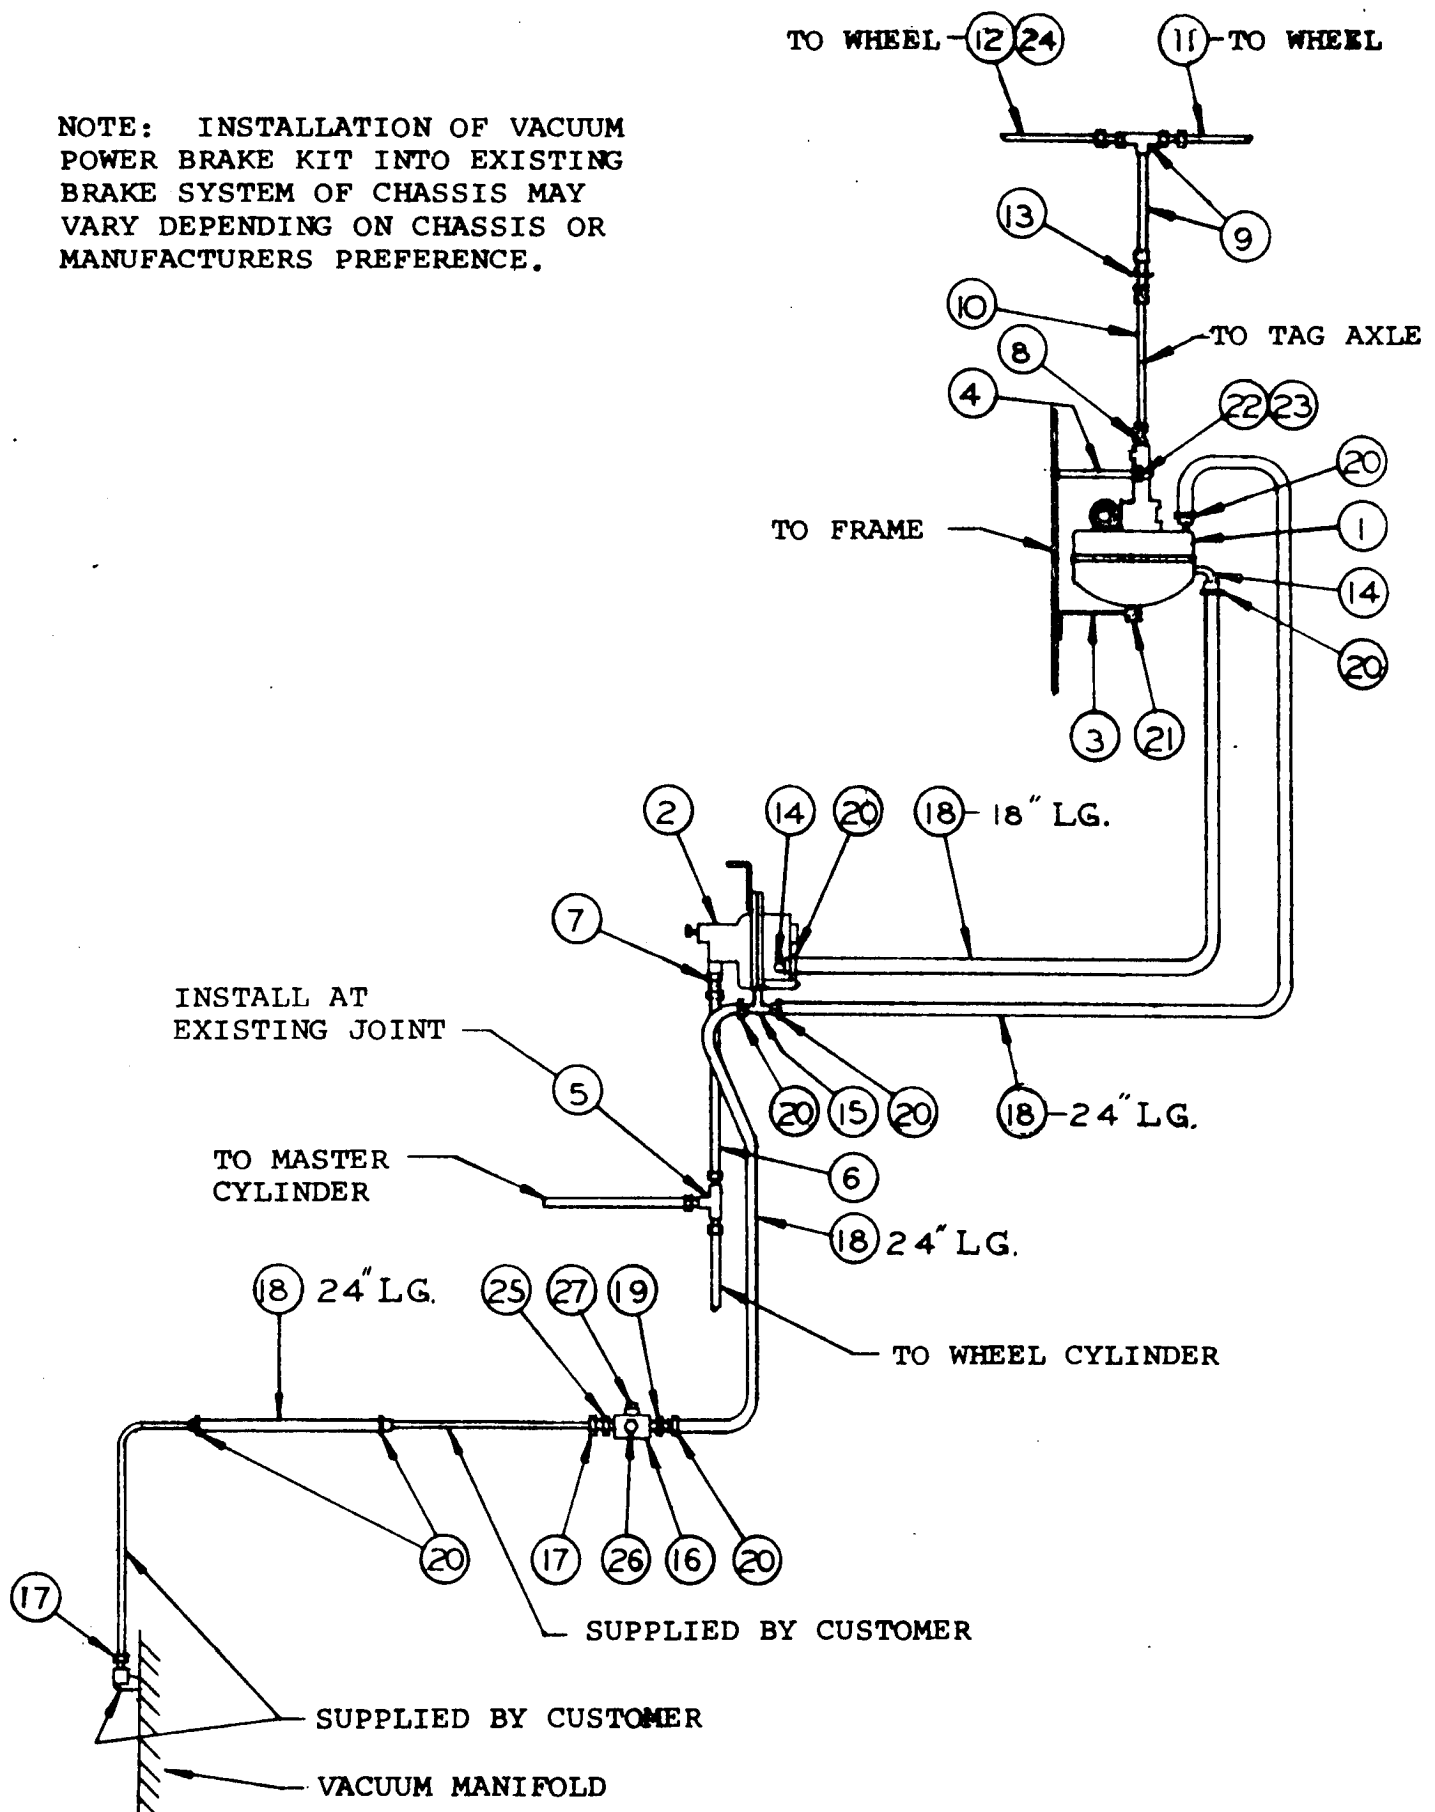 TO WHEEL 12 24 11 TO WHEEL
NOTE: INSTALLATION OF VACUUM
POWER BRAKE KIT INTO EXISTING
BRAKE SYSTEM OF CHASSIS MAY
VARY DEPENDING ON CHASSIS OR
MANUFACTURERS PREFERENCE.
13
9
10
8
TO TAG AXLE
4
22 23
20
TO FRAME
1
14
20
3 21
2 14 20 18 - 18" LG.
7
INSTALL AT
EXISTING JOINT
5
20 15 20 18 - 24" LG.
TO MASTER
CYLINDER
6
18 24" LG.
18 24" LG. 25 27 19
TO WHEEL CYLINDER
20 17 26 16 20
17
SUPPLIED BY CUSTOMER
SUPPLIED BY CUSTOMER
VACUUM MANIFOLD